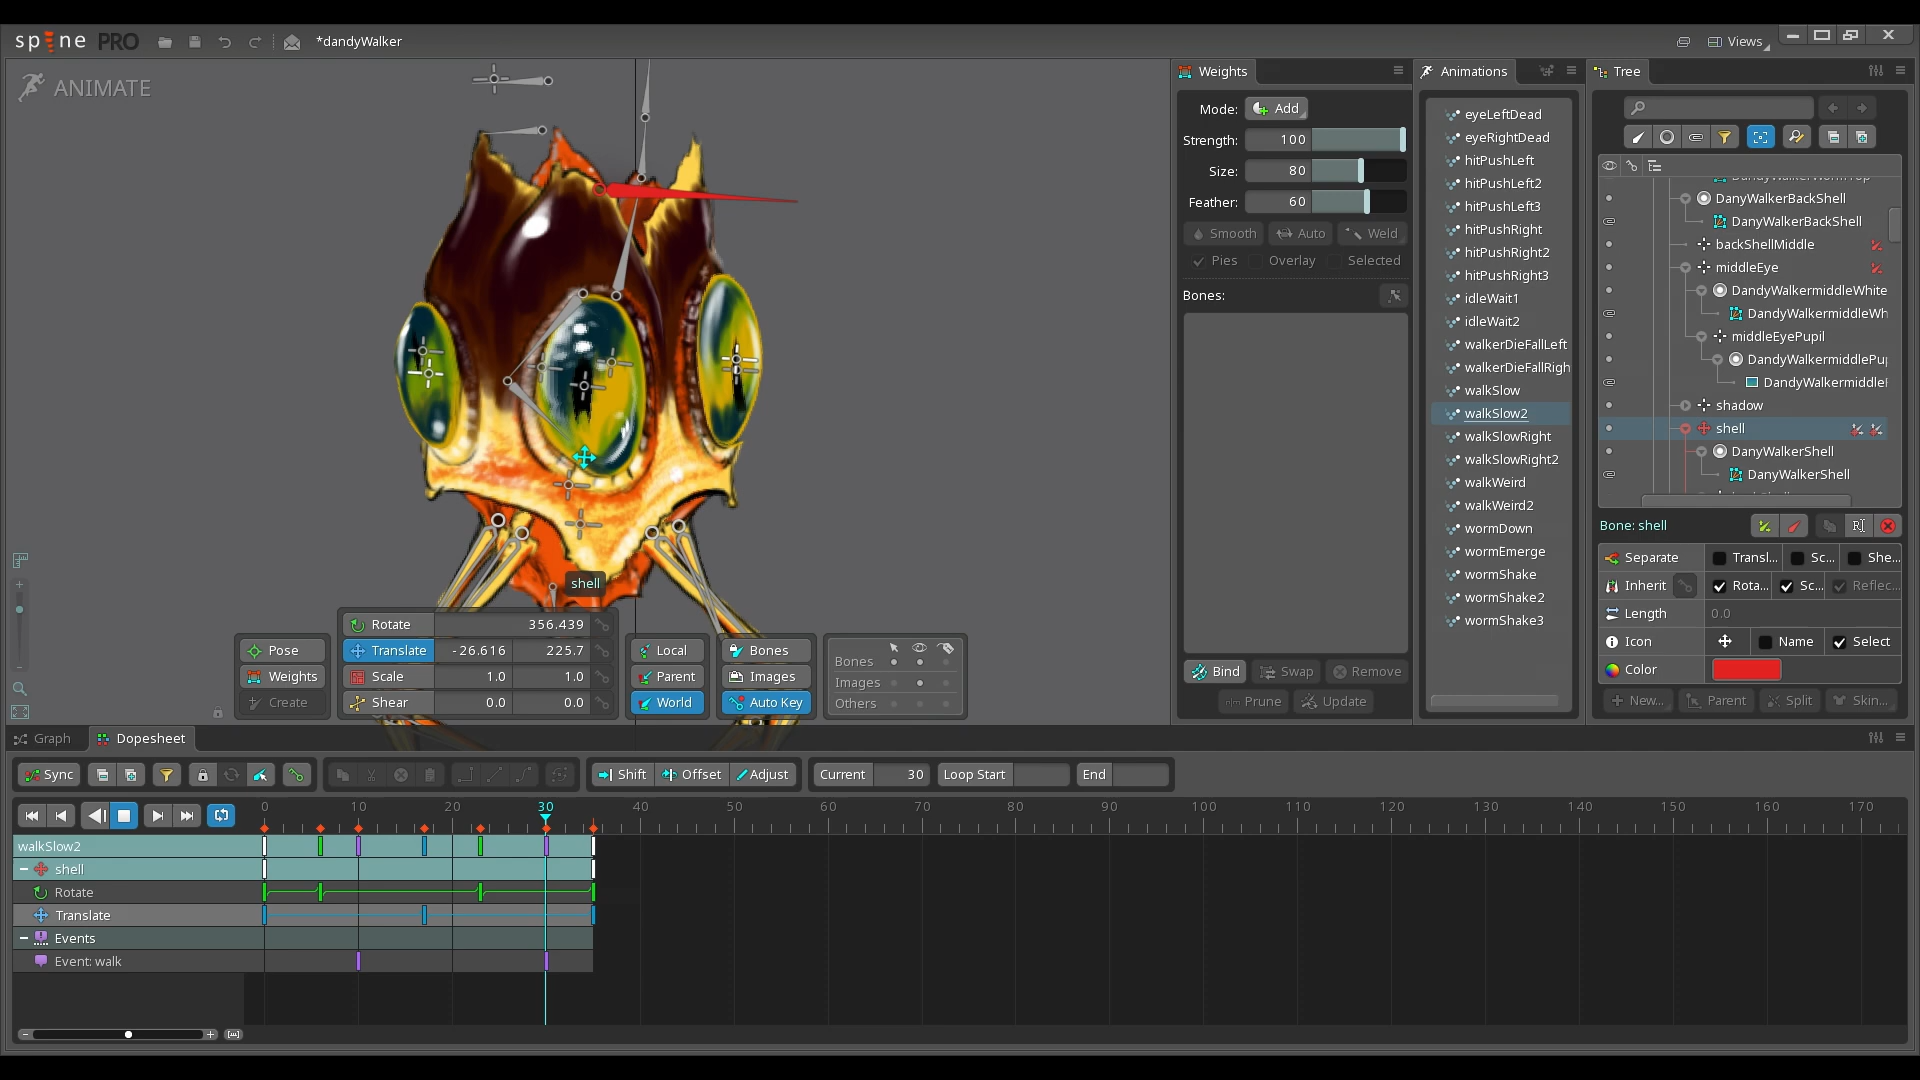 spine PRO *dandyWalker Views
ANIMATE
Weights
Mode: Add
Strength: 100
Size: 80
Feather: 60
Smooth Auto Weld
Pies Overlay Selected
Bones:
Bind Swap Remove
Prune Update
Animations
eyeLeftDead
eyeRightDead
hitPushLeft
hitPushLeft2
hitPushLeft3
hitPushRight
hitPushRight2
hitPushRight3
idleWait1
idleWait2
walkerDieFallLeft
walkerDieFallRigh
walkSlow
walkSlow2
walkSlowRight
walkSlowRight2
walkWeird
walkWeird2
wormDown
wormEmerge
wormShake
wormShake2
wormShake3
Tree
DanyWalkerBackShell
DanyWalkerBackShell
backShellMiddle
middleEye
DandyWalkermiddleWhite
DandyWalkermiddleWh
middleEyePupil
DandyWalkermiddlePu
DandyWalkermiddle
shadow
shell
DanyWalkerShell
DanyWalkerShell
Bone: shell
Separate Transl... Sc... She...
Inherit Rota... Sc... Reflec...
Length 0.0
Icon Name Select
Color
New... Parent Split Skin...
shell
Pose
Weights
Create
Rotate 356.439
Translate -26.616 225.7
Scale 1.0 1.0
Shear 0.0 0.0
Local
Parent
World
Bones
Images
Auto Key
Bones
Images
Others
Graph Dopesheet
Sync Shift Offset Adjust Current 30 Loop Start End
0 10 20 30 40 50 60 70 80 90 100 110 120 130 140 150 160 170
walkSlow2
shell
Rotate
Translate
Events
Event: walk